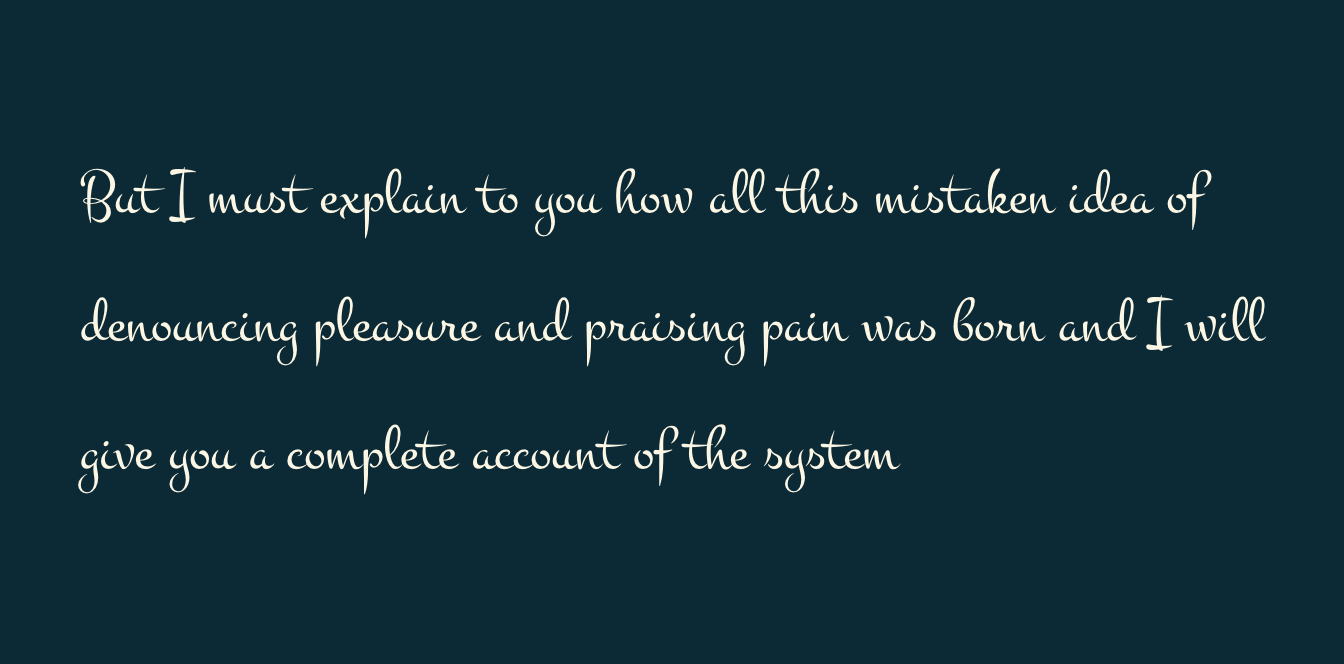 But I must explain to you how all this mistaken idea of
denouncing pleasure and praising pain was born and I will
give you a complete account of the system